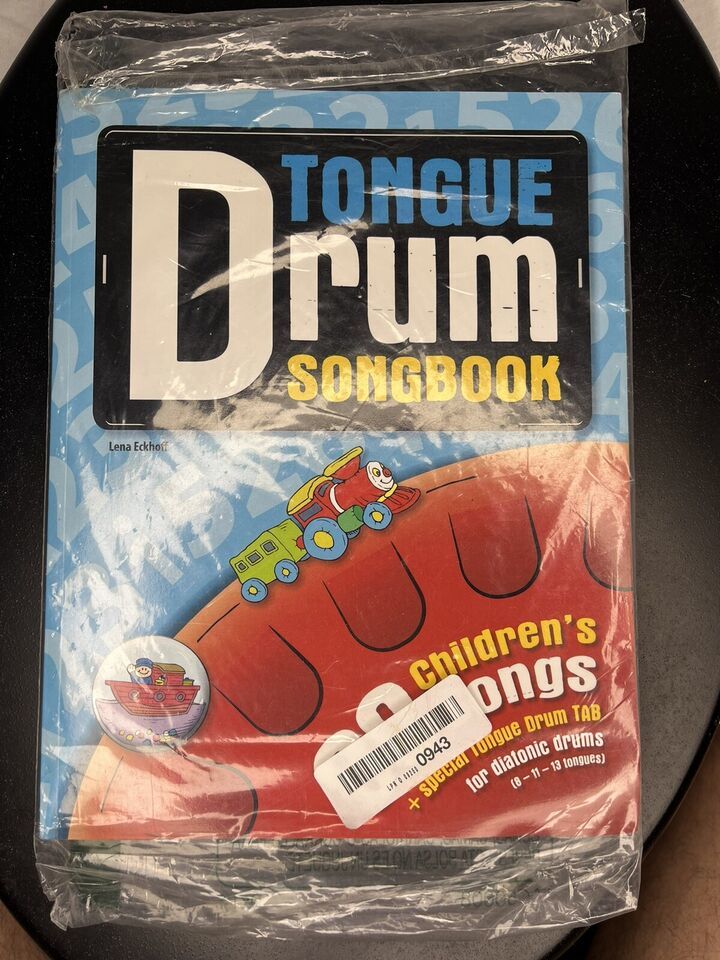 TONGUE
Drum
SONGBOOK
Lena Eckhoff
Children's
ongs
+ special Tongue Drum TAB
for diatonic drums
(8 – 11 – 13 tongues)
0943